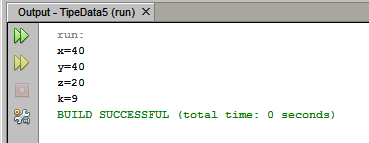 Output - TipeData5 (run) ×
run:
x=40
y=40
z=20
k=9
BUILD SUCCESSFUL (total time: 0 seconds)